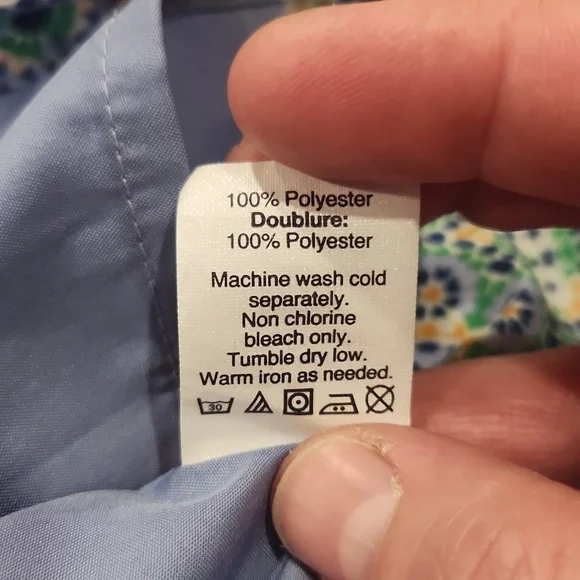 100% Polyester
Doublure:
100% Polyester
Machine wash cold
separately.
Non chlorine
bleach only.
Tumble dry low.
Warm iron as needed.
30